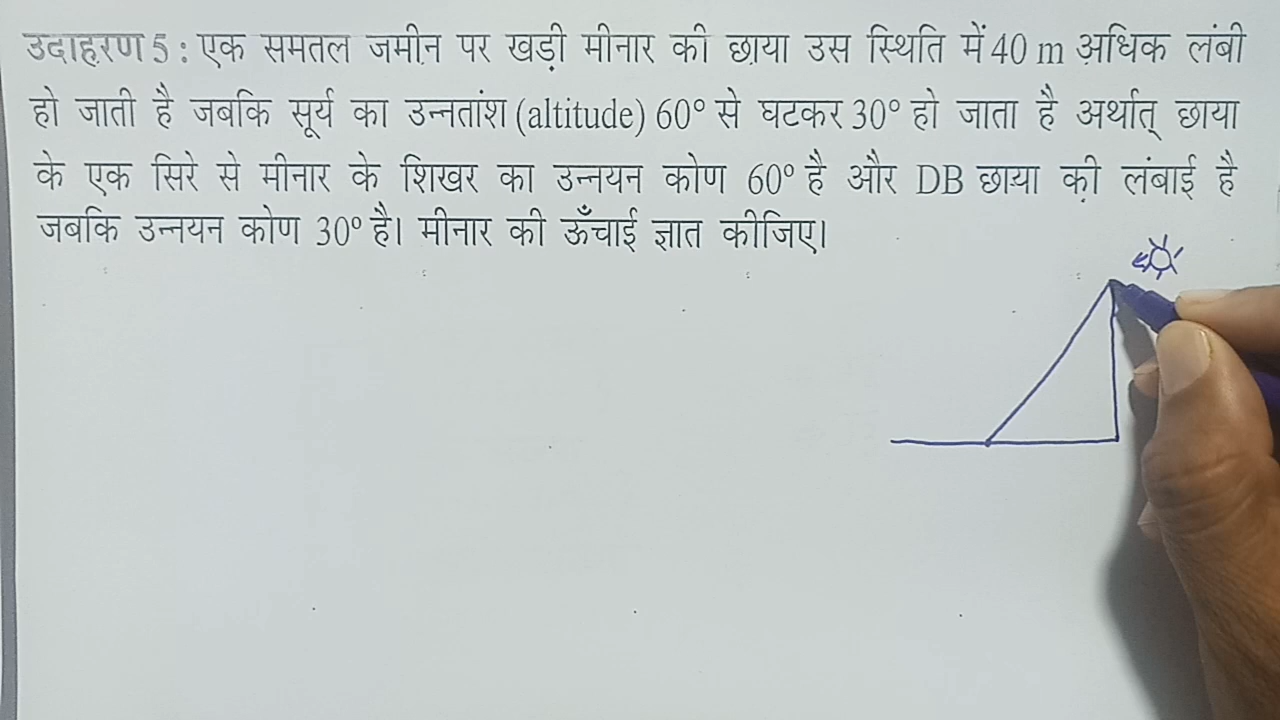 उदाहरण 5 : एक समतल जमीन पर खड़ी मीनार की छाया उस स्थिति में 40 m अधिक लंबी
हो जाती है जबकि सूर्य का उन्नतांश (altitude) 60° से घटकर 30° हो जाता है अर्थात् छाया
के एक सिरे से मीनार के शिखर का उन्नयन कोण 60° है और DB छाया की लंबाई है
जबकि उन्नयन कोण 30° है। मीनार की ऊँचाई ज्ञात कीजिए।